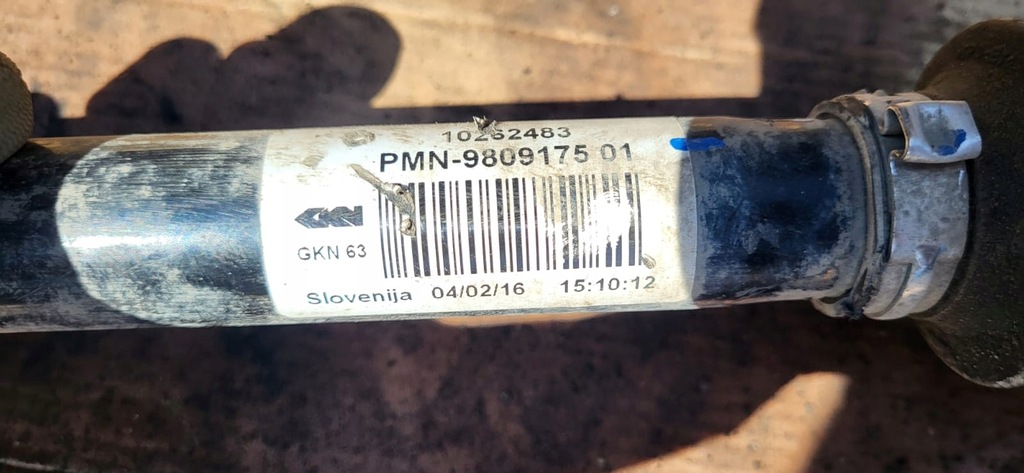 10262483
PMN-9809175 01
GKN
GKN 63
Slovenija 04/02/16 15:10:12